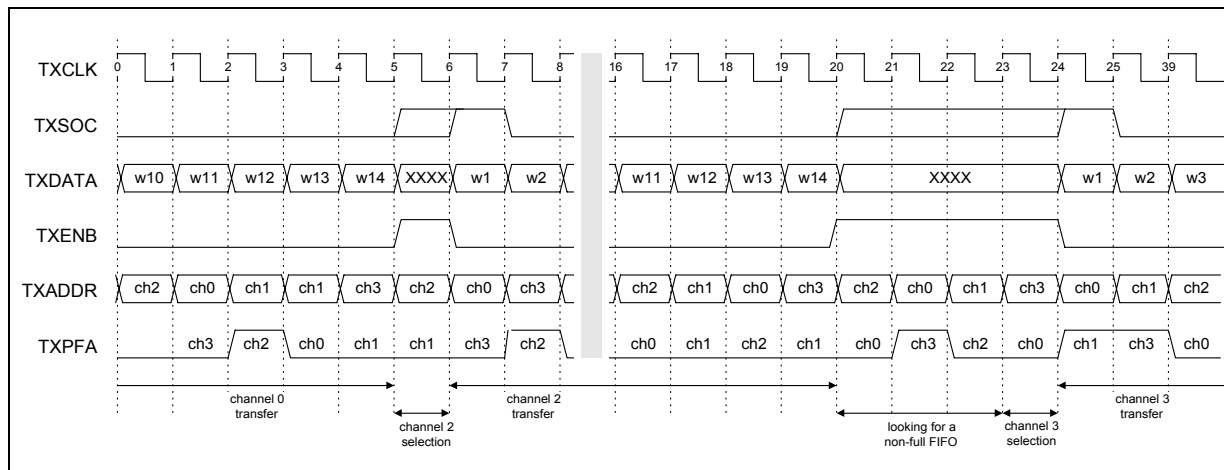 TXCLK 0 1 2 3 4 5 6 7 8 16 17 18 19 20 21 22 23 24 25 39
TXSOC
TXDATA w10 w11 w12 w13 w14 XXXX w1 w2 w11 w12 w13 w14 XXXX w1 w2 w3
TXENB
TXADDR ch2 ch0 ch1 ch1 ch3 ch2 ch0 ch3 ch2 ch1 ch0 ch3 ch2 ch0 ch1 ch3 ch0 ch1 ch2
TXPFA ch3 ch2 ch0 ch1 ch1 ch3 ch2 ch0 ch1 ch2 ch1 ch0 ch3 ch2 ch0 ch1 ch3 ch0
channel 0
transfer
channel 2
selection
channel 2
transfer
looking for a
non-full FIFO
channel 3
selection
channel 3
transfer